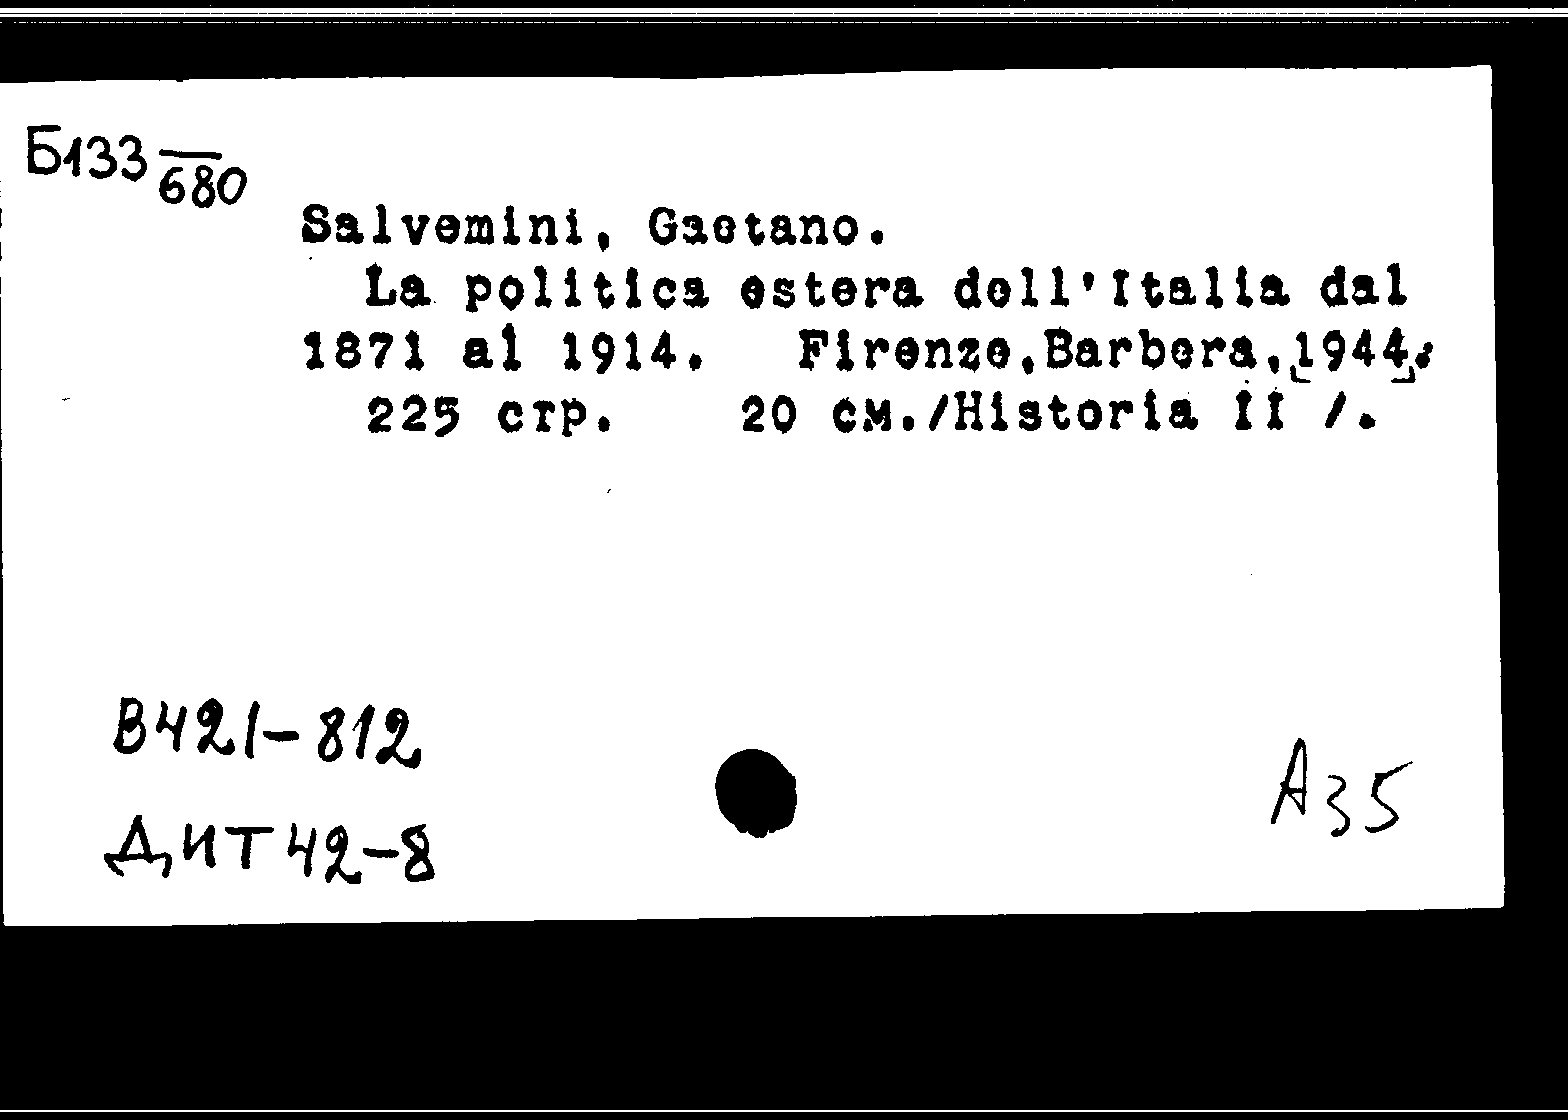 Б133
680
Salvemini, Gaetano.
La politica estera dell'Italia dal
1871 al 1914. Firenze,Barbera,[1944].
225 стр. 20 см./Historia II /.
В421-812
ДИТ42-8
А35